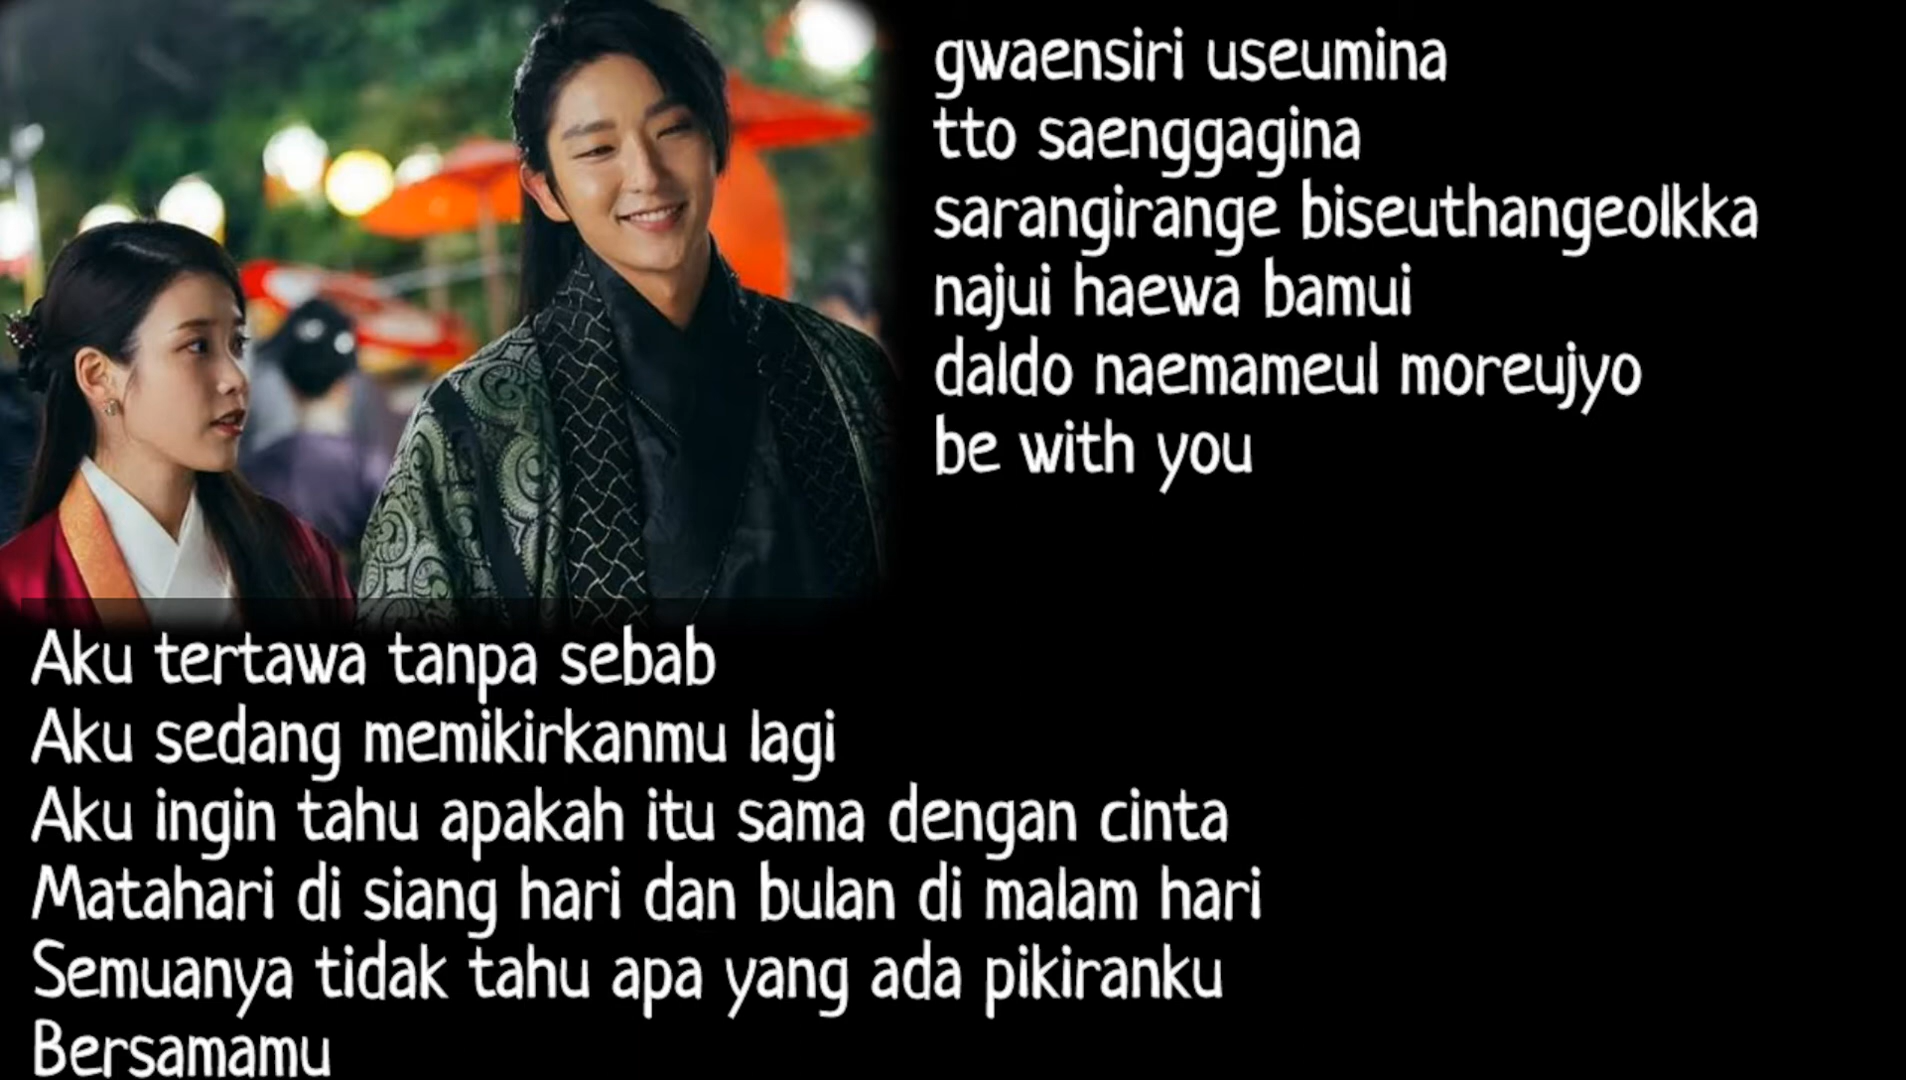 gwaensiri useumina
tto saenggagina
sarangirange biseuthangeolkka
najui haewa bamui
daldo naemameul moreujyo
be with you
Aku tertawa tanpa sebab
Aku sedang memikirkanmu lagi
Aku ingin tahu apakah itu sama dengan cinta
Matahari di siang hari dan bulan di malam hari
Semuanya tidak tahu apa yang ada pikiranku
Bersamamu